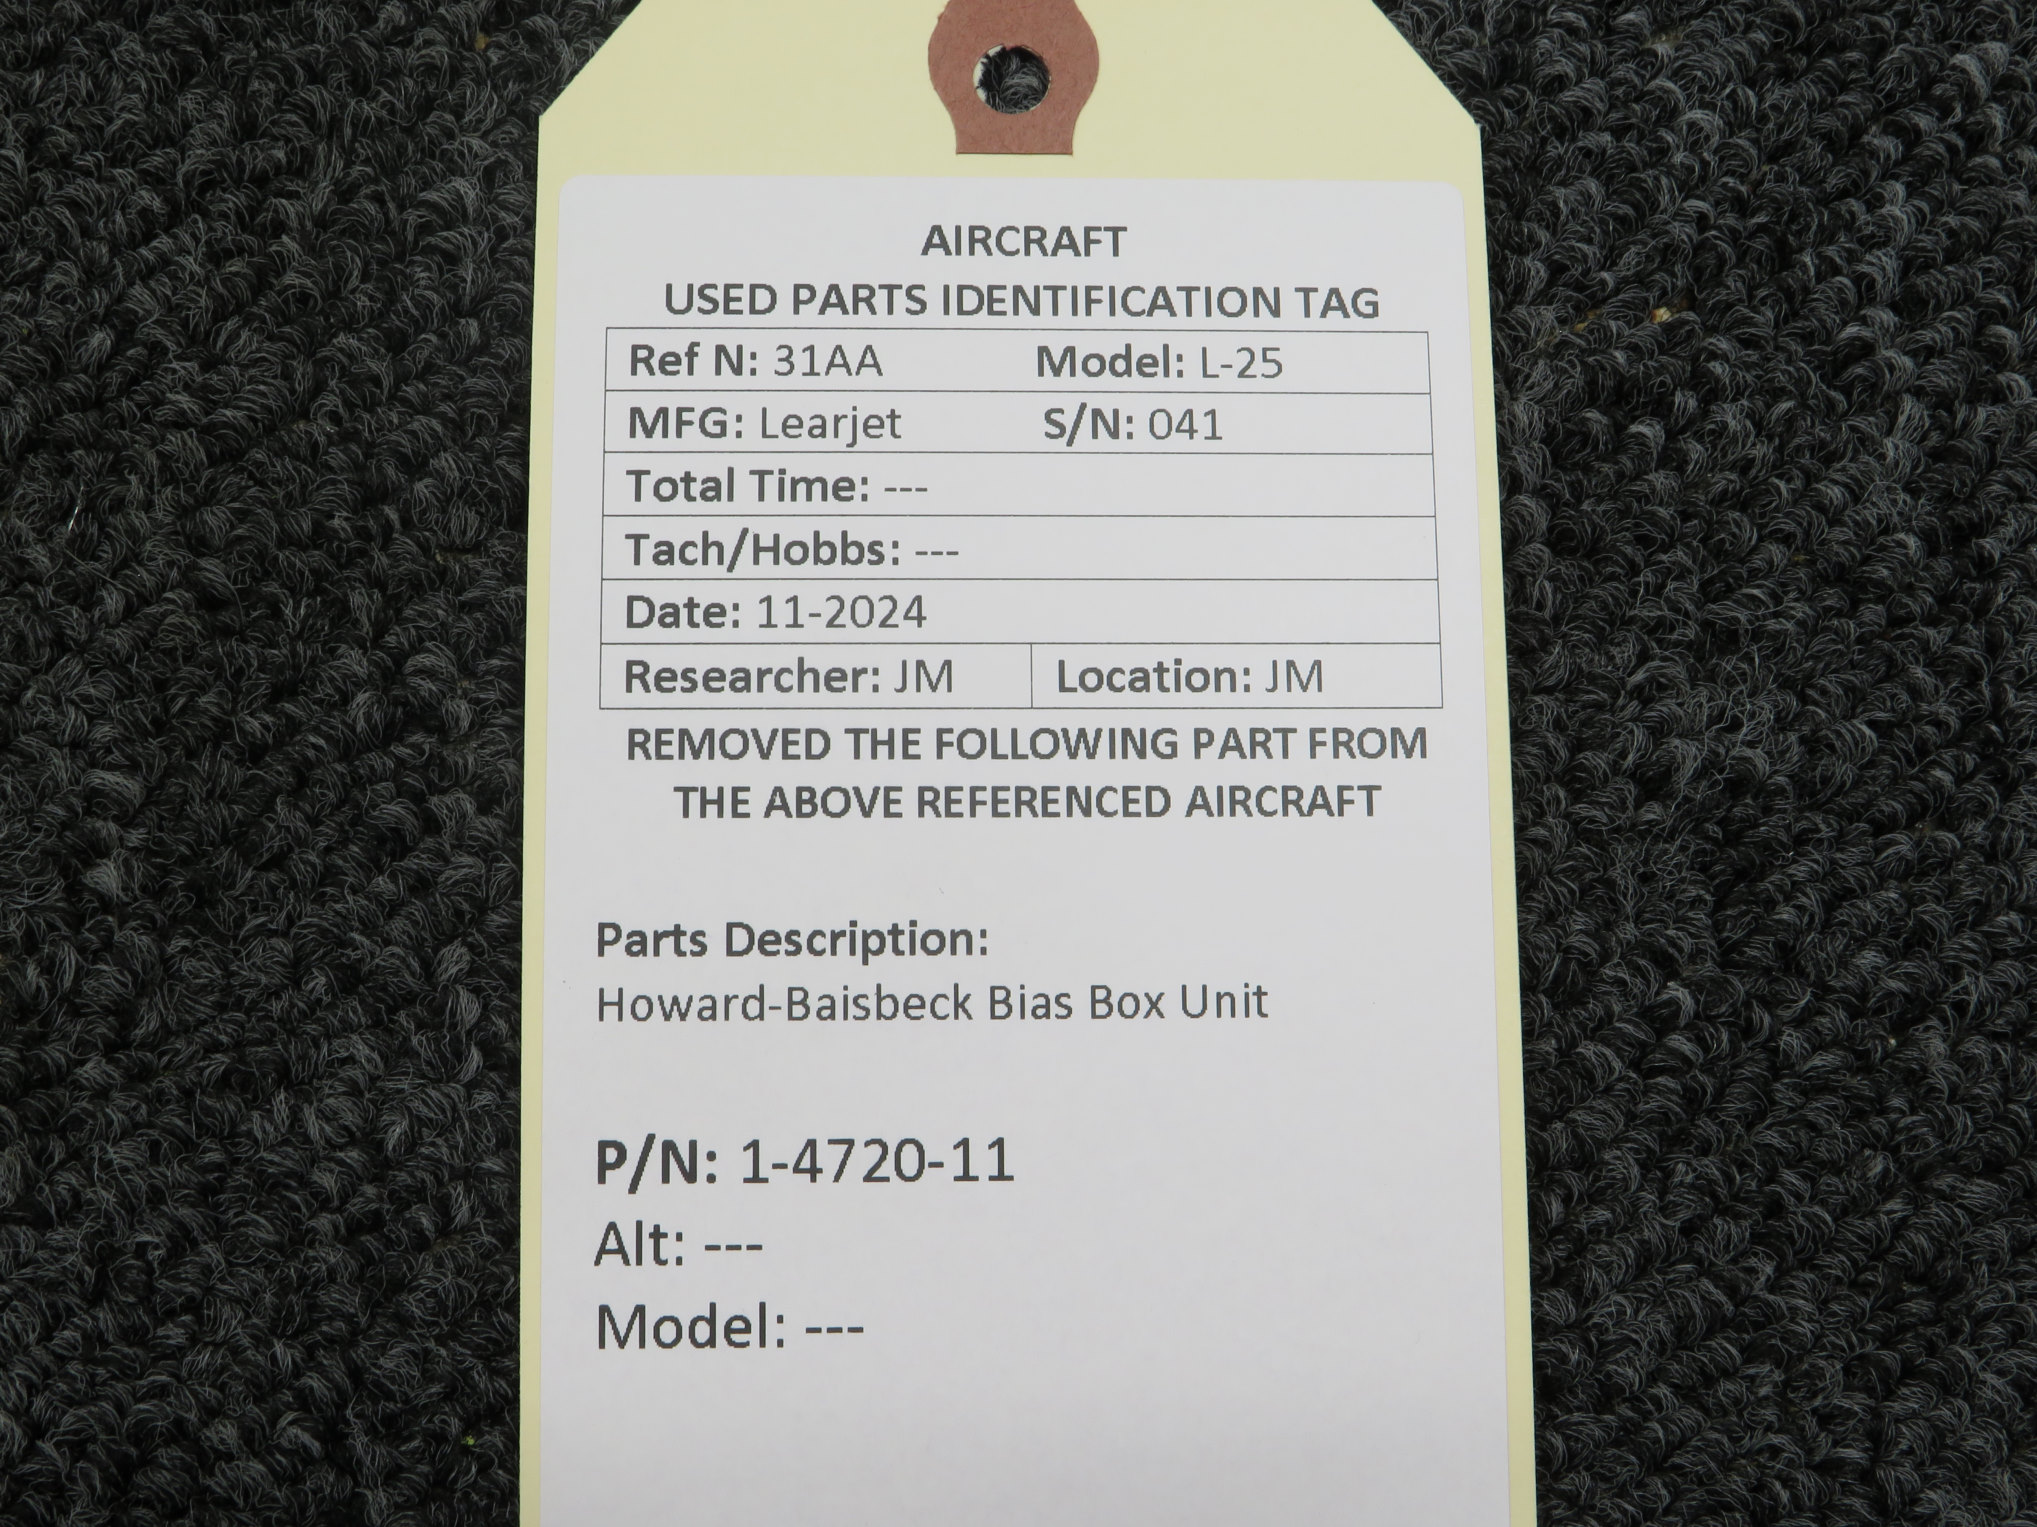 AIRCRAFT
USED PARTS IDENTIFICATION TAG
Ref N: 31AA Model: L-25
MFG: Learjet S/N: 041
Total Time: ---
Tach/Hobbs: ---
Date: 11-2024
Researcher: JM Location: JM
REMOVED THE FOLLOWING PART FROM
THE ABOVE REFERENCED AIRCRAFT
Parts Description:
Howard-Baisbeck Bias Box Unit
P/N: 1-4720-11
Alt: ---
Model: ---